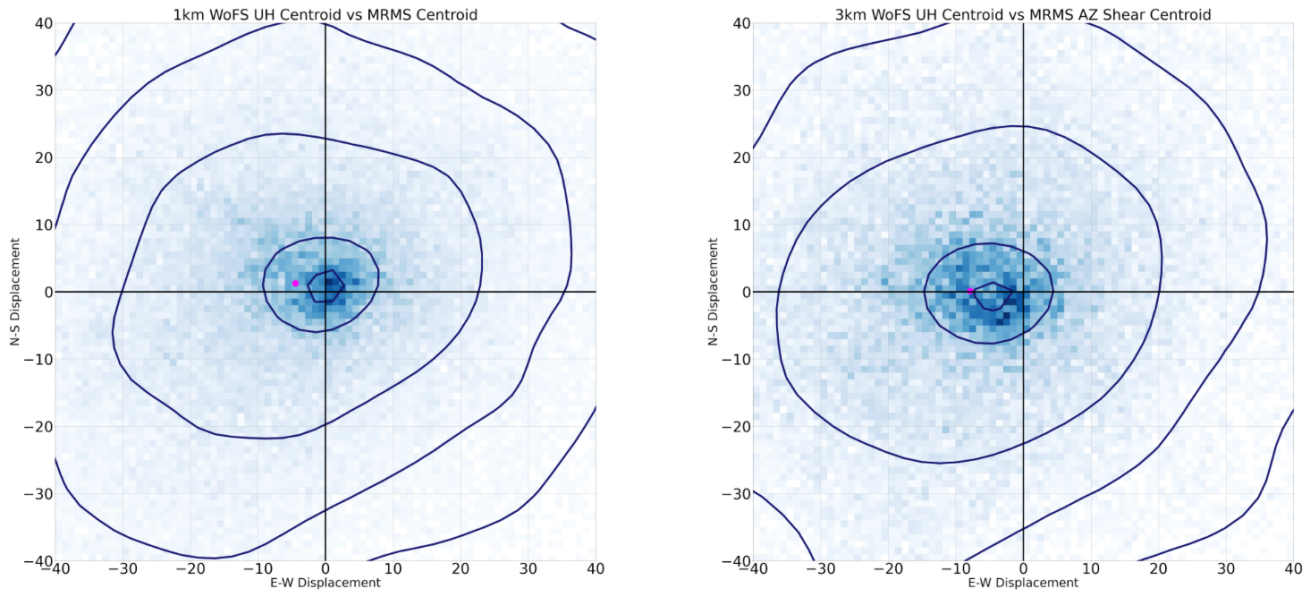 1km WoFS UH Centroid vs MRMS Centroid
40
30
20
10
0
−10
−20
−30
−40
N-S Displacement
−40 −30 −20 −10 0 10 20 30 40
E-W Displacement
3km WoFS UH Centroid vs MRMS AZ Shear Centroid
40
30
20
10
0
−10
−20
−30
−40
N-S Displacement
−40 −30 −20 −10 0 10 20 30 40
E-W Displacement